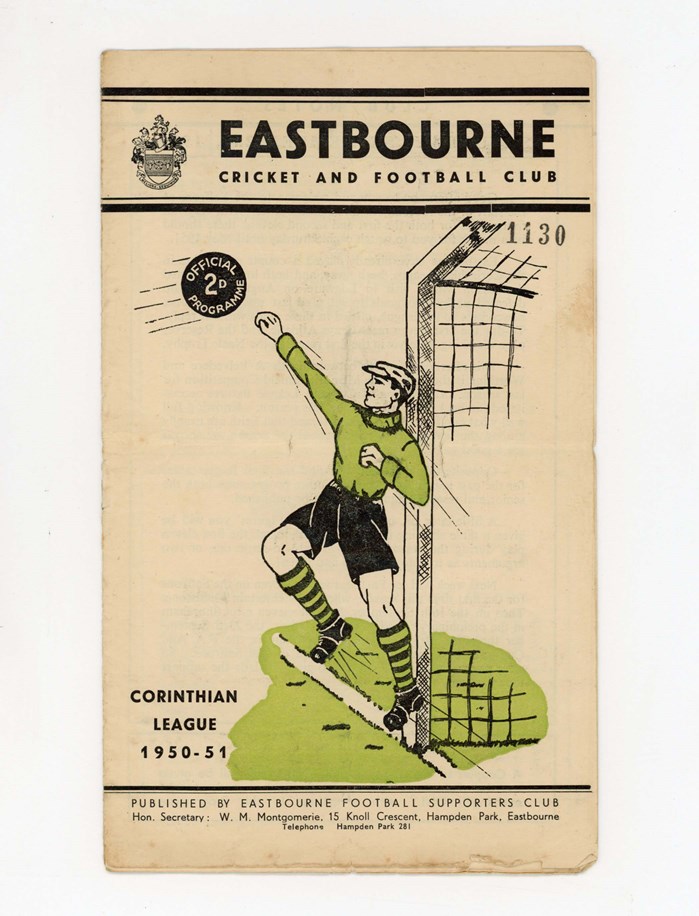 EASTBOURNE
CRICKET AND FOOTBALL CLUB
1130
OFFICIAL
2D
PROGRAMME
CORINTHIAN
LEAGUE
1950-51
PUBLISHED BY EASTBOURNE FOOTBALL SUPPORTERS CLUB
Hon. Secretary: W. M. Montgomerie, 15 Knoll Crescent, Hampden Park, Eastbourne
Telephone Hampden Park 281